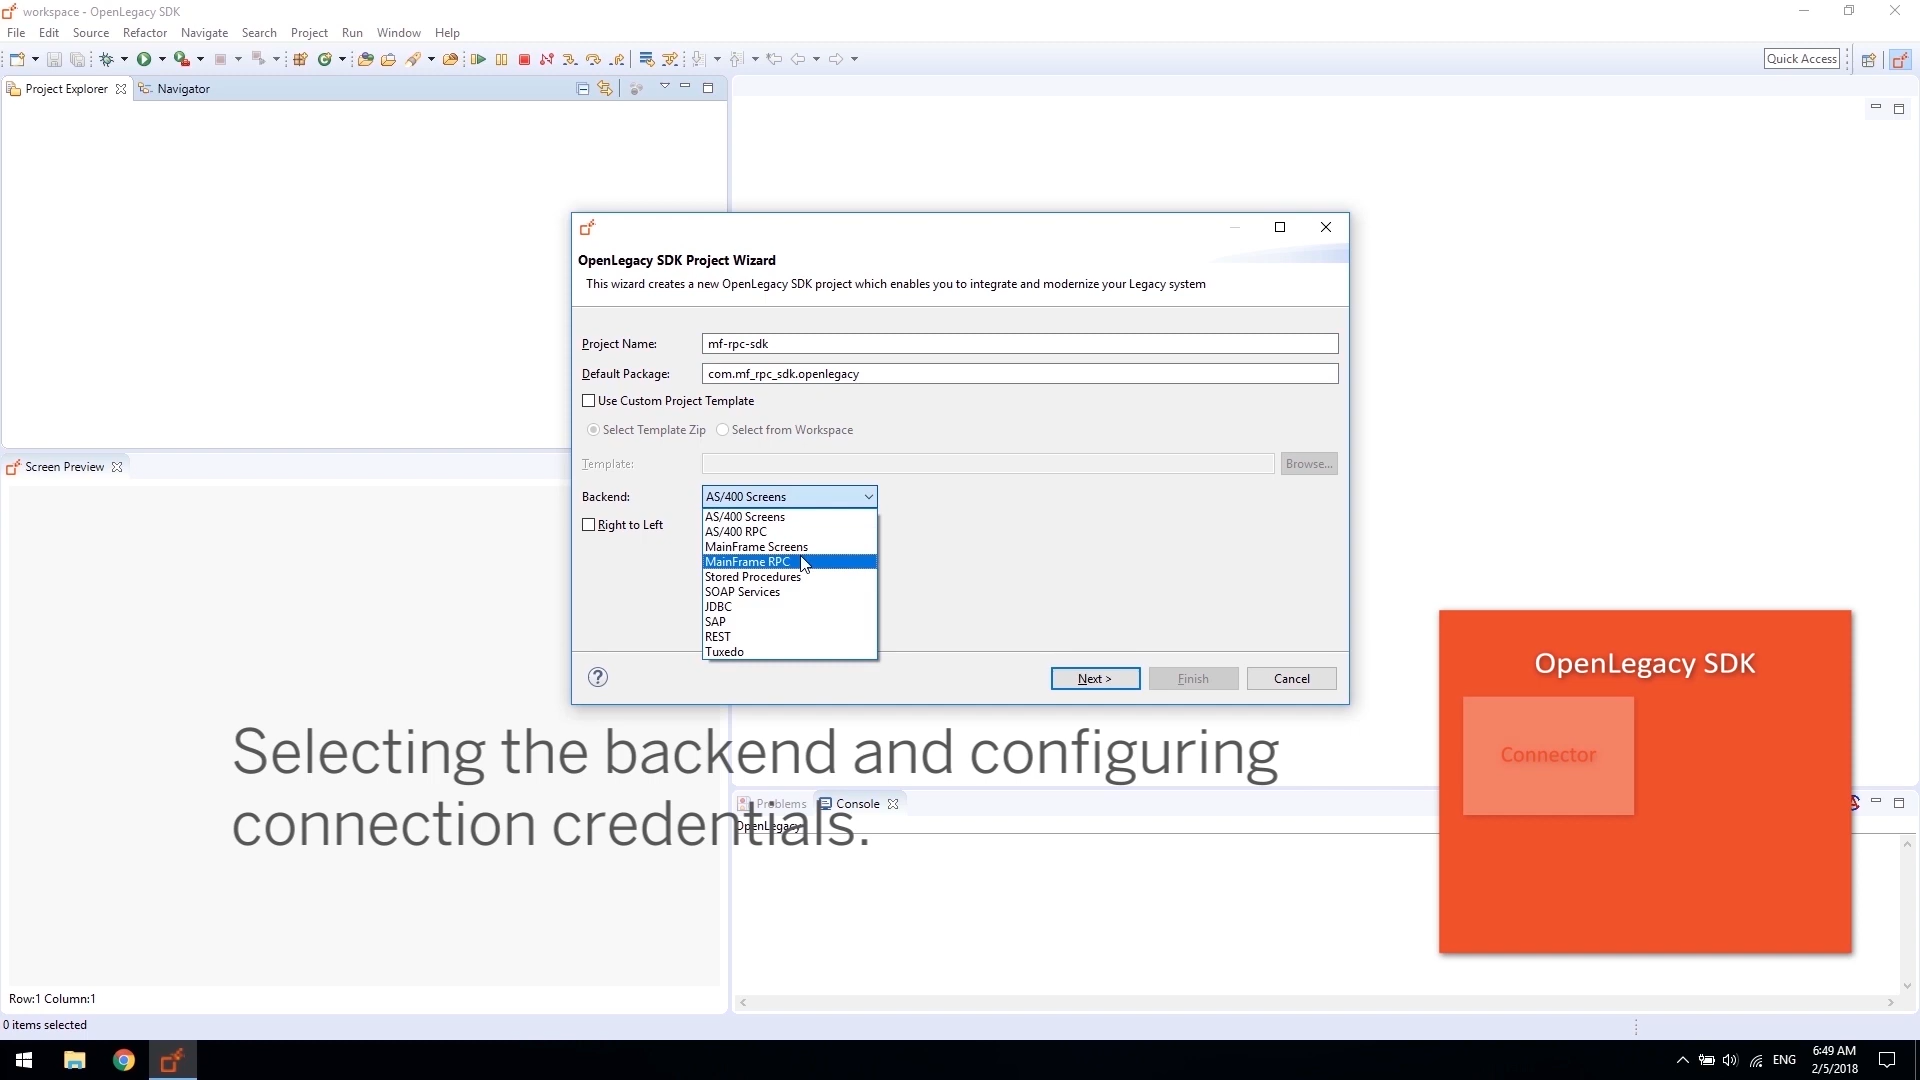 workspace - OpenLegacy SDK
File Edit Source Refactor Navigate Search Project Run Window Help
Quick Access
Project Explorer Navigator
OpenLegacy SDK Project Wizard
This wizard creates a new OpenLegacy SDK project which enables you to integrate and modernize your Legacy system
Project Name: mf-rpc-sdk
Default Package: com.mf_rpc_sdk.openlegacy
Use Custom Project Template
Select Template Zip Select from Workspace
Template: Browse...
Screen Preview
Backend: AS/400 Screens
Right to Left
AS/400 Screens
AS/400 RPC
MainFrame Screens
MainFrame RPC
Stored Procedures
SOAP Services
JDBC
SAP
REST
Tuxedo
? Next > Finish Cancel
OpenLegacy SDK
Connector
Selecting the backend and configuring
connection credentials.
Problems Console
OpenLegacy
Row:1 Column:1
0 items selected
ENG
6:49 AM
2/5/2018